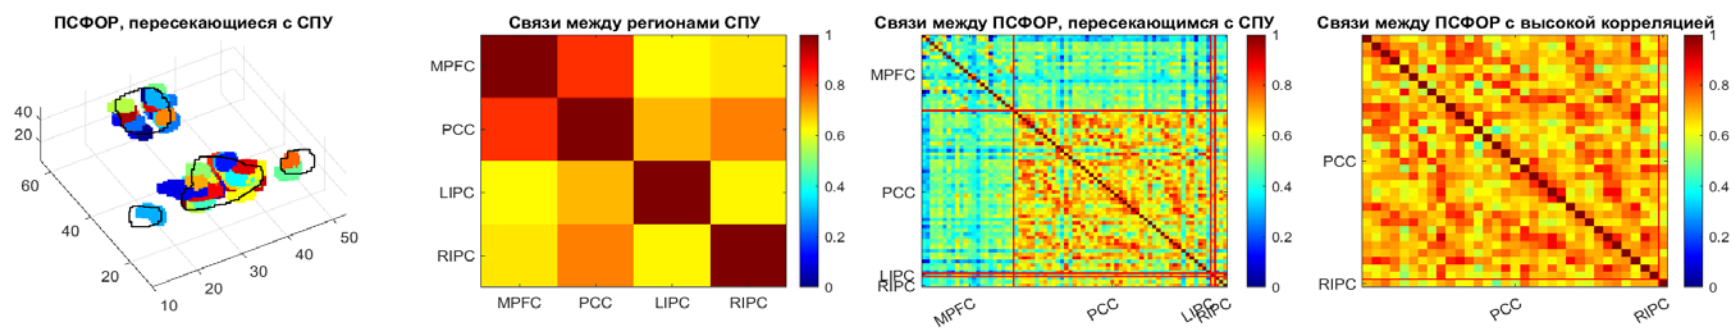 ПСФОР, пересекающиеся с СПУ
40
20
60
40
20
10
20
30
40
50
Связи между регионами СПУ
MPFC
PCC
LIPC
RIPC
MPFC PCC LIPC RIPC
1
0.8
0.6
0.4
0.2
0
Связи между ПСФОР, пересекающимся с СПУ
MPFC
PCC
LIPC
RIPC
MPFC PCC LIPC RIPC
1
0.8
0.6
0.4
0.2
0
Связи между ПСФОР с высокой корреляцией
PCC
RIPC
PCC RIPC
1
0.8
0.6
0.4
0.2
0